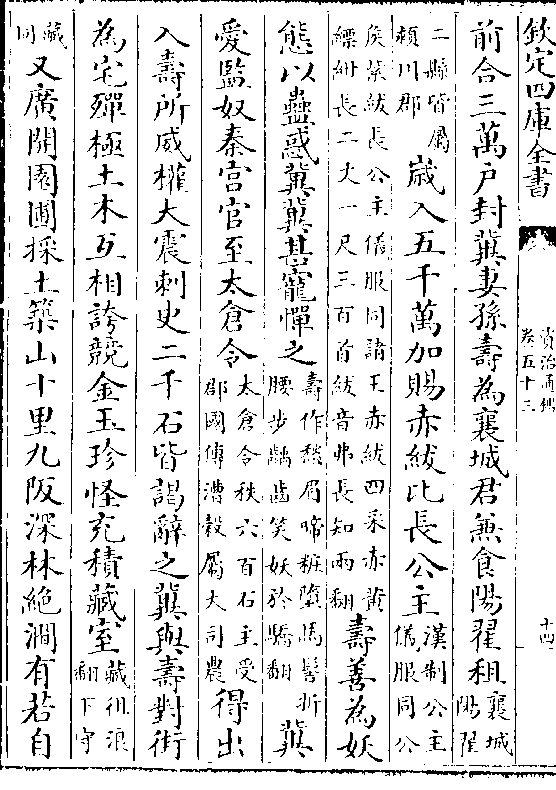 欽定四庫全書
資治通鑑
卷五十三
十四
前合三萬户封冀妻孫壽為襄城君兼食陽翟租襄城陽翟
二縣皆屬潁川郡歲入五千萬加賜赤紱比長公主漢制公主儀服同公
侯紫紱長公主儀服同諸王赤紱四采赤黄縹紺長二丈一尺三百首紱音弗長知兩翻壽善為妖
態以蠱惑冀冀甚寵憚之壽作愁眉啼粧墮馬髻折腰步齲齒笑妖於驕翻冀
愛監奴秦宫官至太倉令太倉令秩六百石主受郡國傳漕穀屬大司農得出
入壽所威權大震刺史二千石皆謁辭之冀與壽對街
為宅殫極土木互相誇競金玉珍怪充積藏室藏徂浪翻下守
藏同又廣開園圃採土築山十里九阪深林絶澗有若自